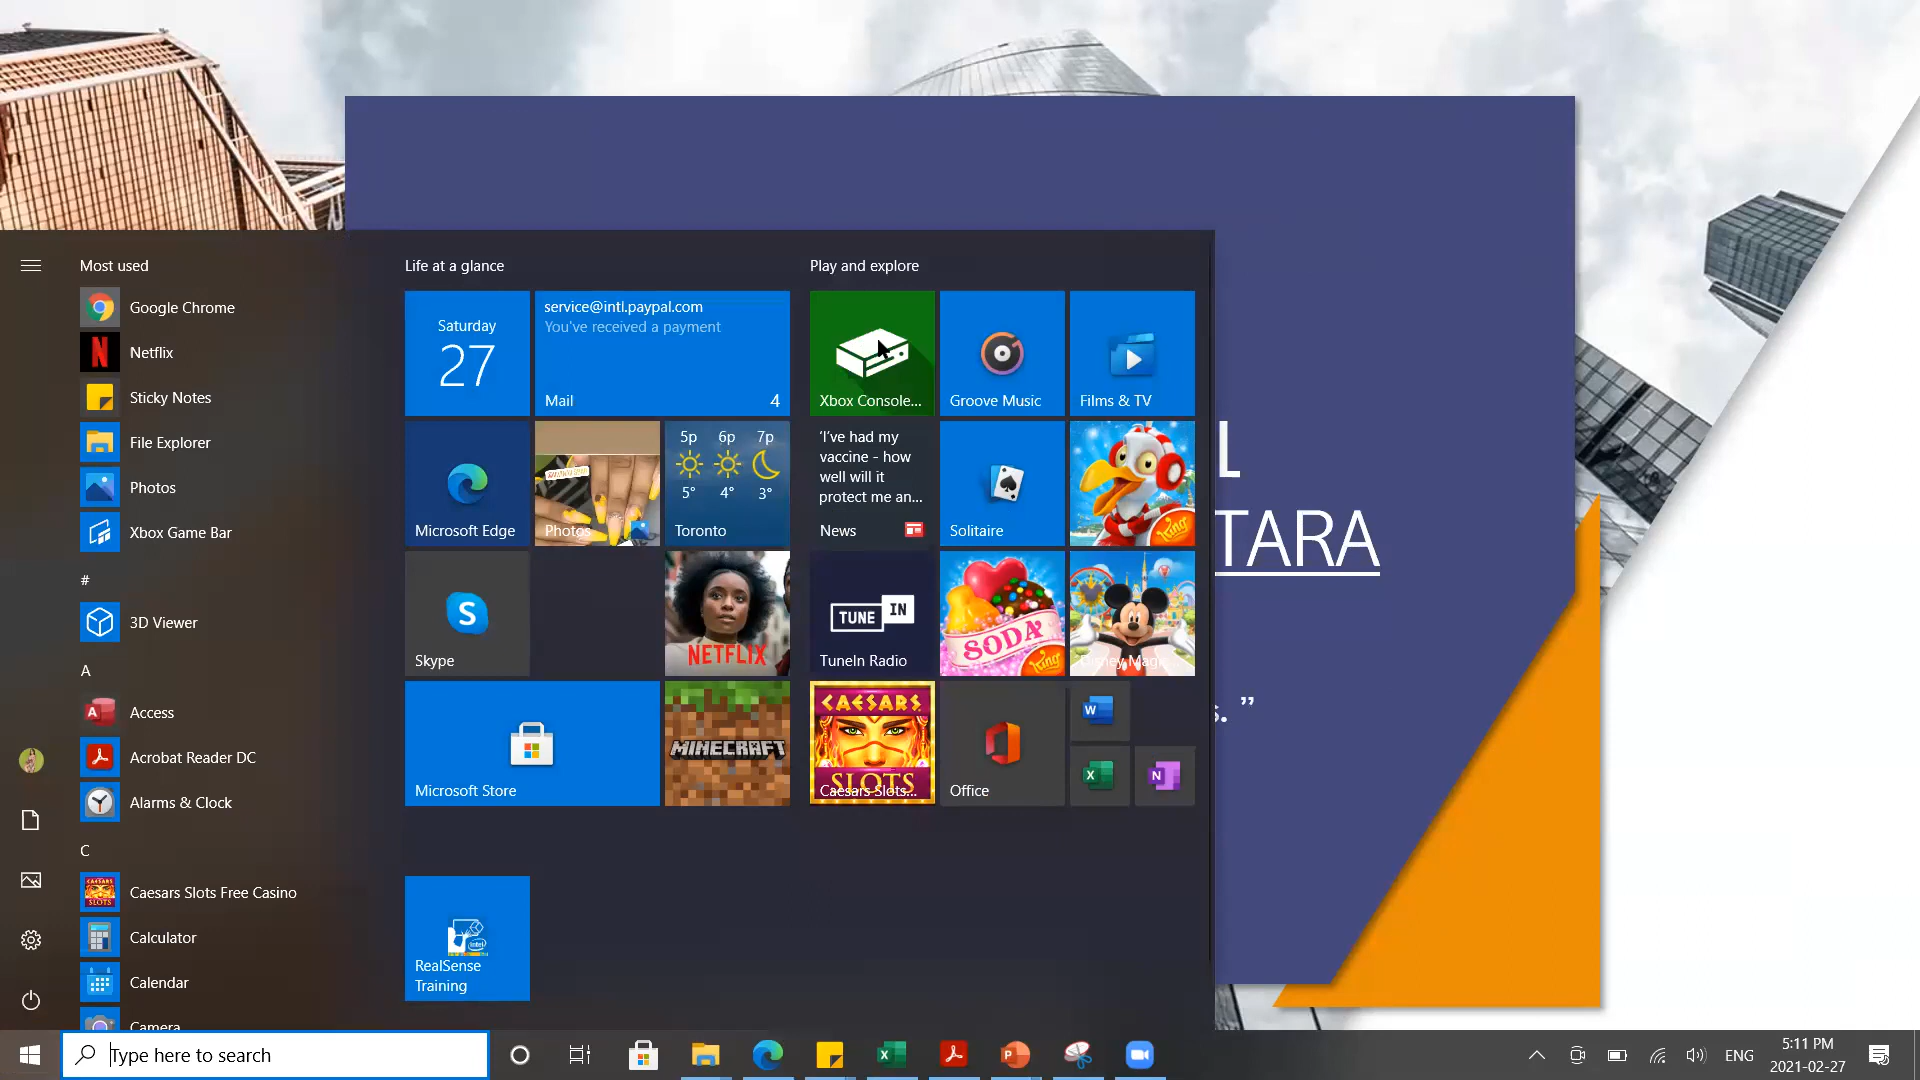 Most used
Google Chrome
Netflix
Sticky Notes
File Explorer
Photos
Xbox Game Bar
#
3D Viewer
A
Access
Acrobat Reader DC
Alarms & Clock
C
Caesars Slots Free Casino
Calculator
Calendar
Camera
Life at a glance
Saturday
27
service@intl.paypal.com
You've received a payment
Mail 4
Microsoft Edge
Photos
5p 6p 7p
5° 4° 3°
Toronto
Skype
NETFLIX
Microsoft Store
MINECRAFT
RealSense
Training
Play and explore
Xbox Console...
Groove Music
Films & TV
‘I’ve had my
vaccine - how
well will it
protect me an...
News
Solitaire
King
TUNE IN
TuneIn Radio
SODA
King
Disney Magi...
CAESARS
SLOTS
Caesars Slots...
Office
L
TARA
s. ”
Type here to search
ENG
5:11 PM
2021-02-27